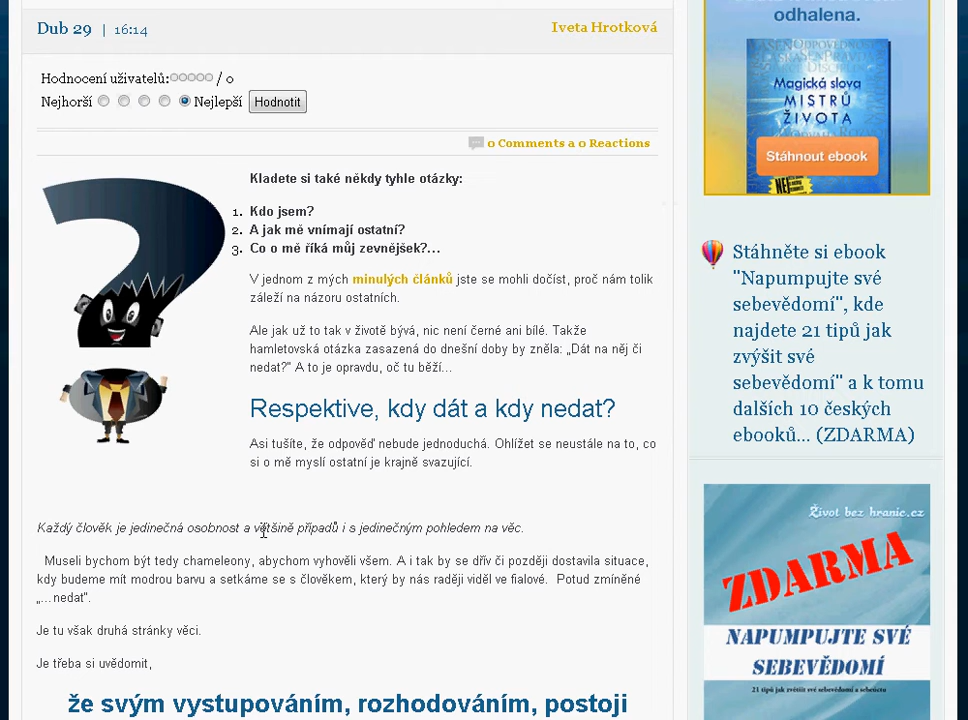 Dub 29 | 16:14
Iveta Hrotková
Hodnocení uživatelů: / 0
Nejhorší Nejlepší Hodnotit
0 Comments a 0 Reactions
Kladete si také někdy tyhle otázky:
1. Kdo jsem?
2. A jak mě vnímají ostatní?
3. Co o mě říká můj zevnějšek?...
V jednom z mých minulých článků jste se mohli dočíst, proč nám tolik
záleží na názoru ostatních.
Ale jak už to tak v životě bývá, nic není černé ani bílé. Takže
hamletovská otázka zasazená do dnešní doby by zněla: „Dát na něj či
nedat?" A to je opravdu, oč tu běží...
Respektive, kdy dát a kdy nedat?
Asi tušíte, že odpověď nebude jednoduchá. Ohlížet se neustále na to, co
si o mě myslí ostatní je krajně svazující.
Každý člověk je jedinečná osobnost a většině případů i s jedinečným pohledem na věc.
Museli bychom být tedy chameleony, abychom vyhověli všem. A i tak by se dřív či později dostavila situace,
kdy budeme mít modrou barvu a setkáme se s člověkem, který by nás raději viděl ve fialové. Potud zmíněné
„...nedat".
Je tu však druhá stránky věci.
Je třeba si uvědomit,
že svým vystupováním, rozhodováním, postoji
odhalena.
Magická slova
MISTRŮ
ŽIVOTA
Stáhnout ebook
Stáhněte si ebook
"Napumpujte své
sebevědomí", kde
najdete 21 tipů jak
zvýšit své
sebevědomí" a k tomu
dalších 10 českých
ebooků... (ZDARMA)
Život bez hranic.cz
ZDARMA
NAPUMPUJTE SVÉ
SEBEVĚDOMÍ
21 tipů jak zvětšit své sebevědomí a sebeúctu